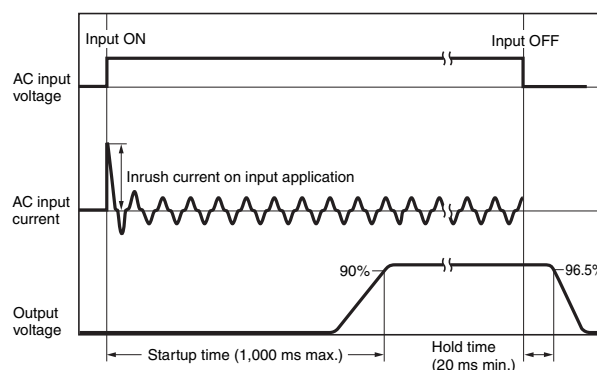 Input ON
Input OFF
AC input
voltage
Inrush current on input application
AC input
current
90%
96.5%
Output
voltage
Startup time (1,000 ms max.)
Hold time
(20 ms min.)